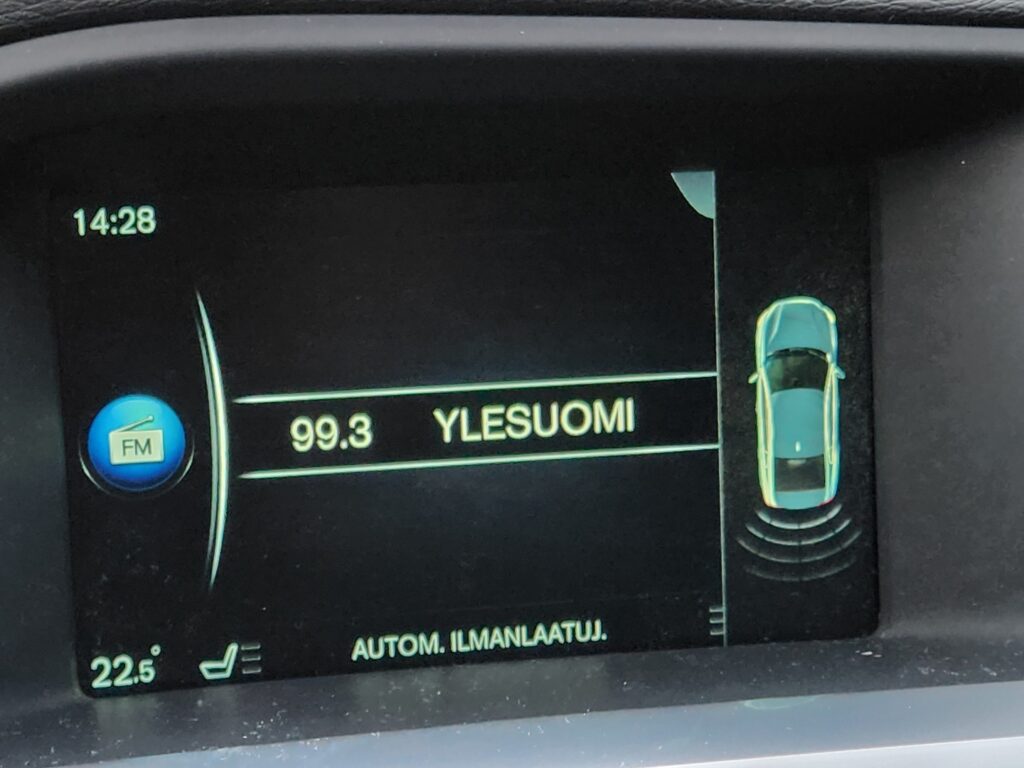 14:28
FM
99.3 YLESUOMI
22.5° AUTOM. ILMANLAATUJ.